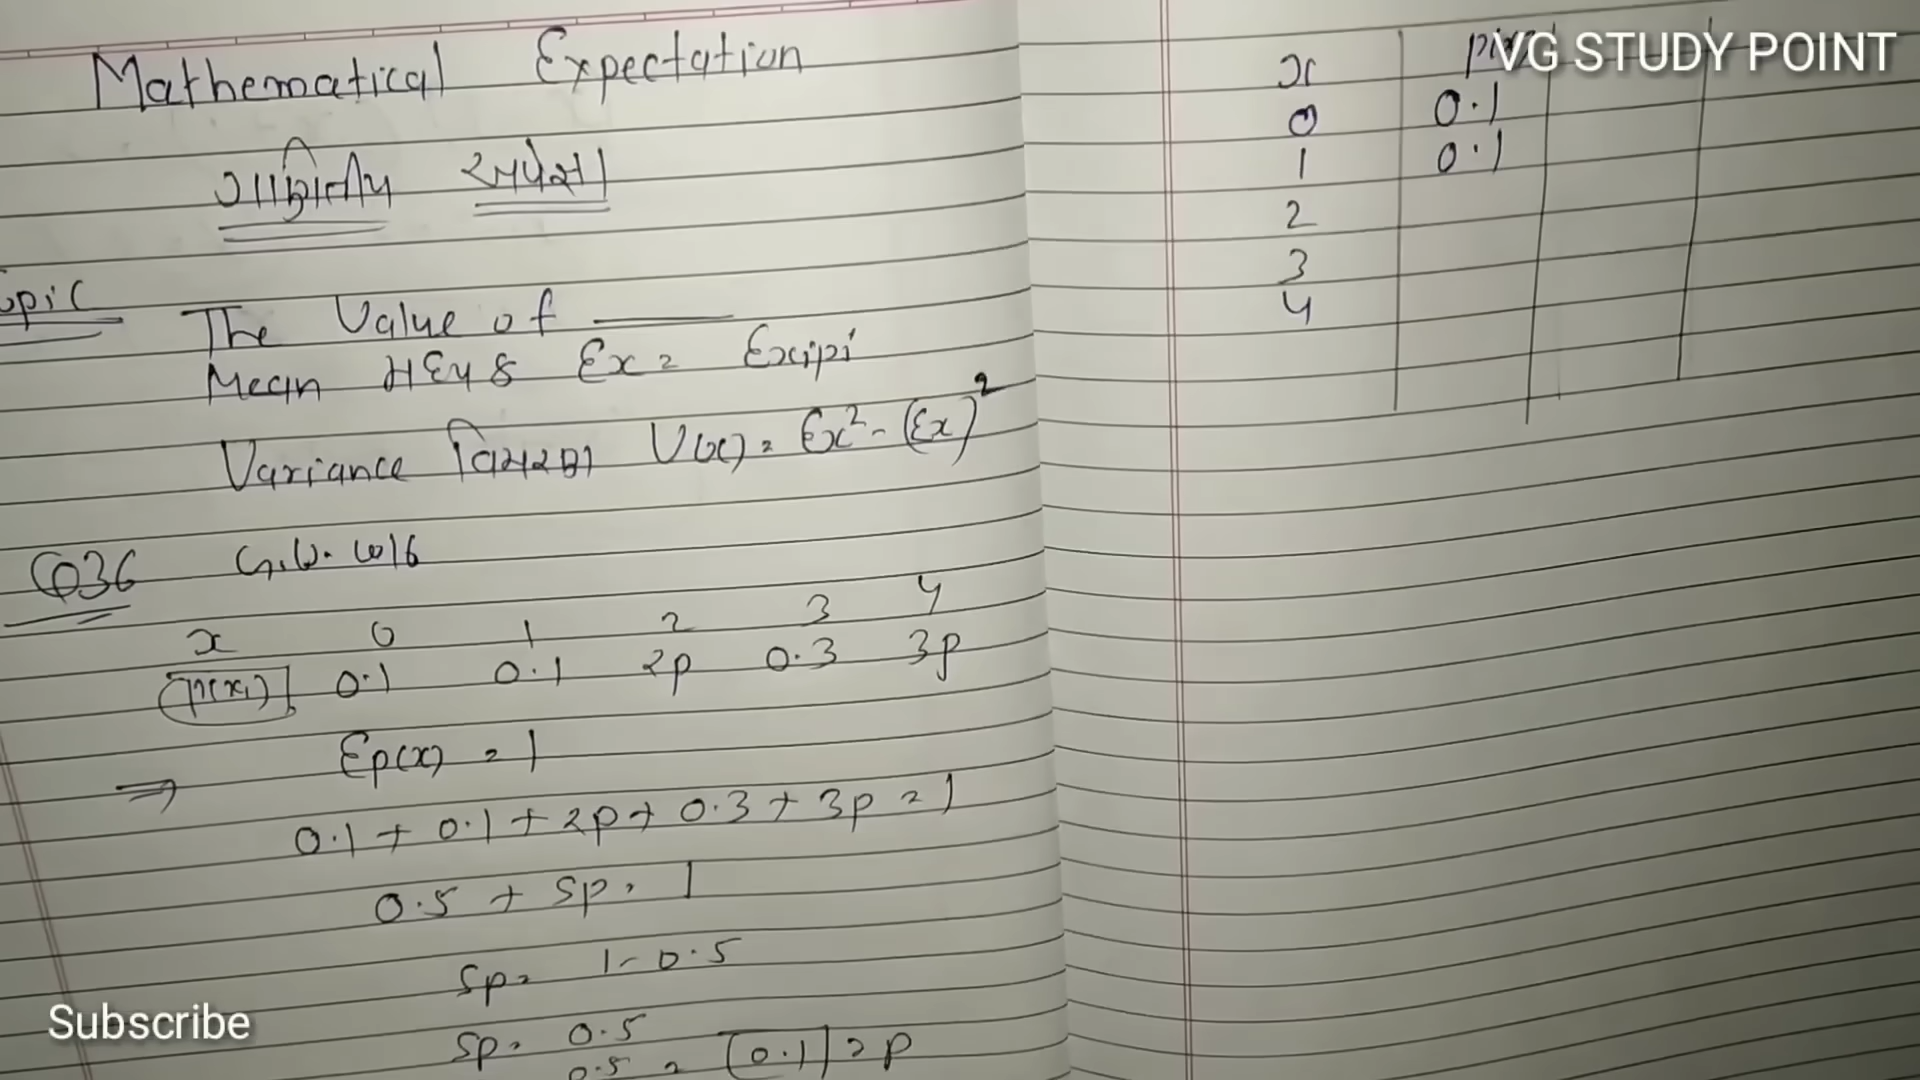 Mathematical Expectation
ગાણિતીય અપેક્ષા
The Value of
Mean મધ્યક Ex = Exipi
Variance વિચરણ V(x) = Ex² - (Ex)²
Q36 G.U. 2016
x 0 1 2 3 4
p(xi) 0.1 0.1 2p 0.3 3p
⇒ Ep(x) = 1
0.1 + 0.1 + 2p + 0.3 + 3p = 1
0.5 + 5p = 1
5p = 1 - 0.5
5p = 0.5
0.5 = 0.1 = p
VG STUDY POINT
x
0 0.1
1 0.1
2
3
4
Subscribe